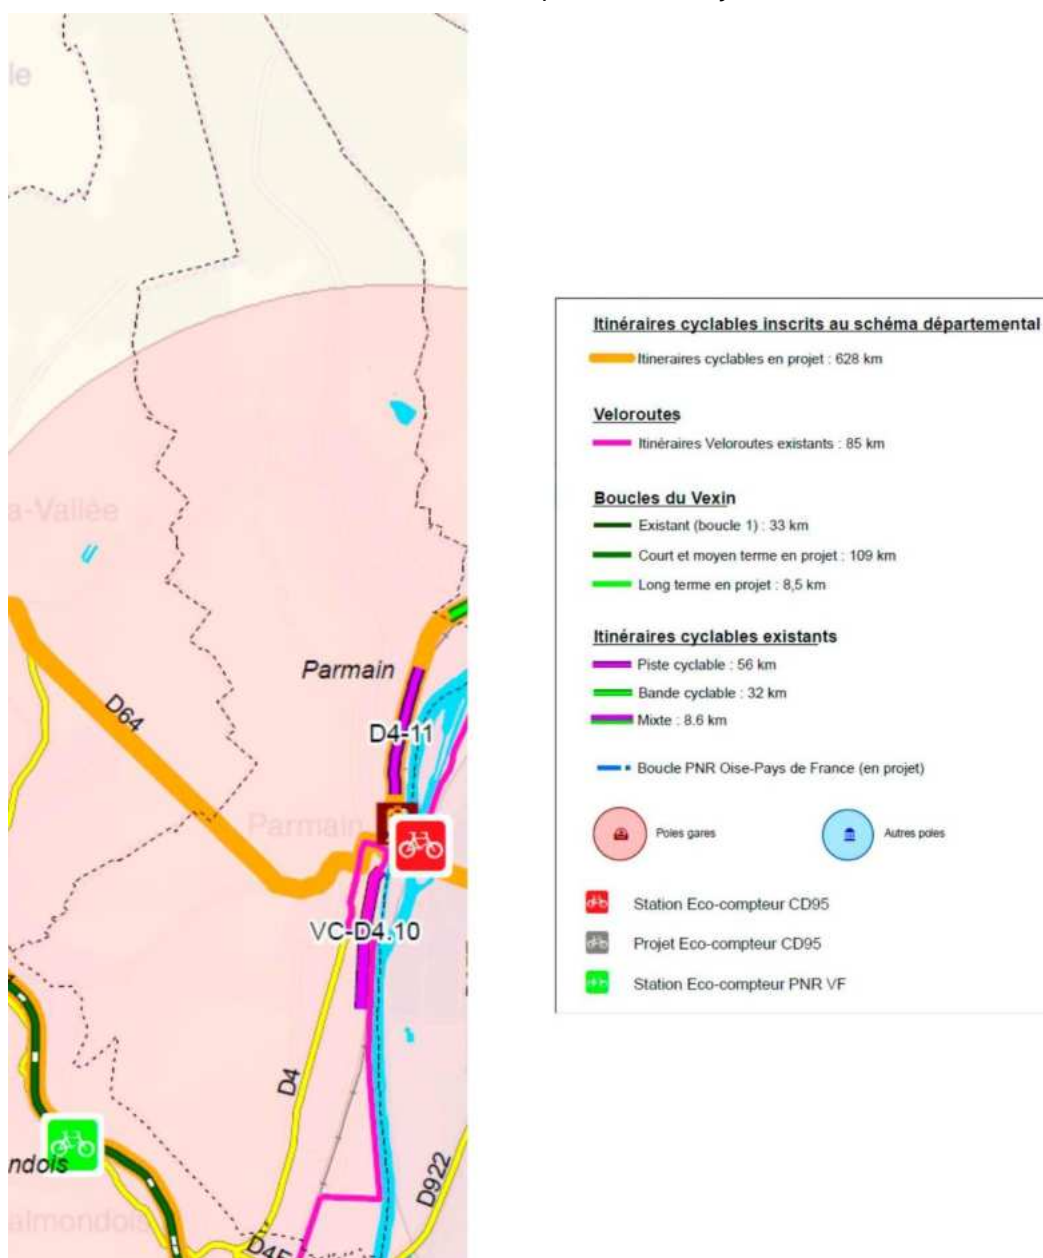 le
a-Vallée
Parmain
D64
D4-11
Parmain
VC-D4.10
D4
ndois
D922
almondois
D4E
Itinéraires cyclables inscrits au schéma départemental
Itineraires cyclables en projet : 628 km
Veloroutes
Itinéraires Veloroutes existants : 85 km
Boucles du Vexin
Existant (boucle 1) : 33 km
Court et moyen terme en projet : 109 km
Long terme en projet : 8,5 km
Itinéraires cyclables existants
Piste cyclable : 56 km
Bande cyclable : 32 km
Mixte : 8.6 km
Boucle PNR Oise-Pays de France (en projet)
Poles gares
Autres poles
Station Eco-compteur CD95
Projet Eco-compteur CD95
Station Eco-compteur PNR VF